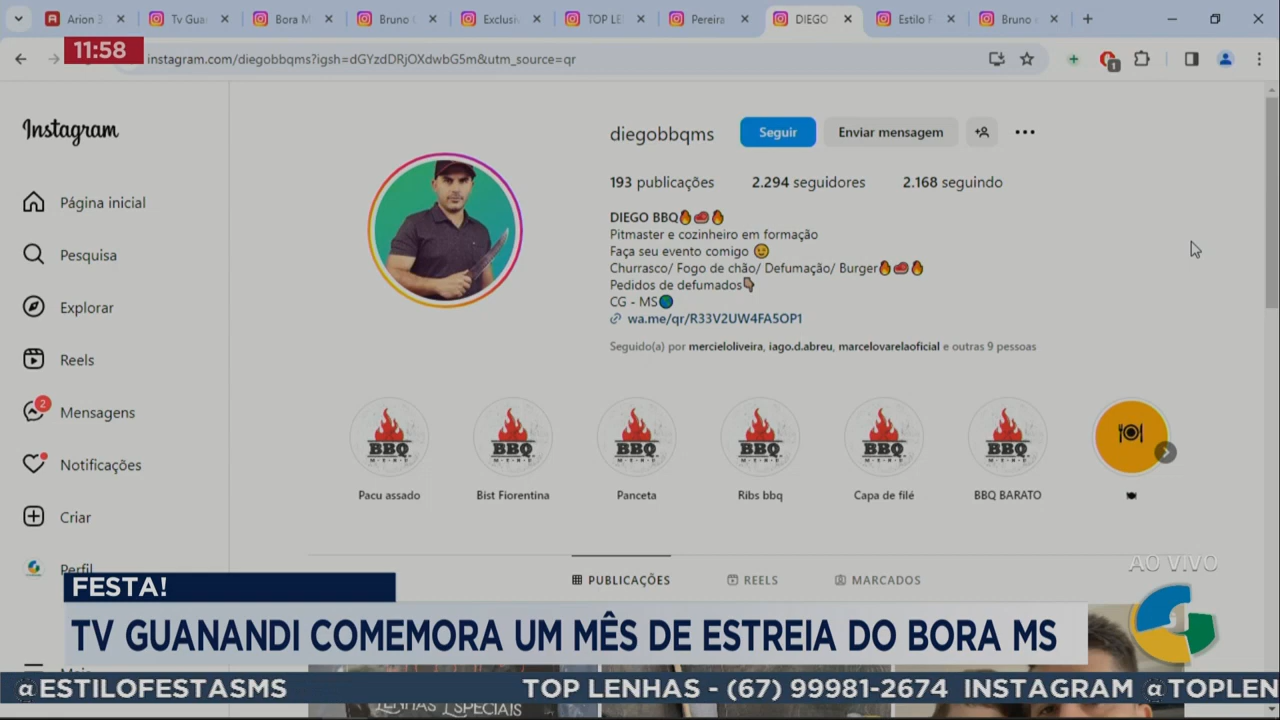 Arion 3
Tv Gua
Bora M
Bruno
Exclusiv
TOP LE
Pereira
DIEGO
Estilo F
Bruno
11:58
instagram.com/diegobbqms?igsh=dGYzdDRjOXdwbG5m&utm_source=qr
1
Instagram
diegobbqms
Seguir
Enviar mensagem
193 publicações
2.294 seguidores
2.168 seguindo
DIEGO BBQ🔥🥩🔥
Pitmaster e cozinheiro em formação
Faça seu evento comigo 😉
Churrasco/ Fogo de chão/ Defumação/ Burger🔥🥩🔥
Pedidos de defumados👇🏽
CG - MS🌎
wa.me/qr/R33V2UW4FA5OP1
Seguido(a) por mercieloliveira, iago.d.abreu, marcelovarelaoficial e outras 9 pessoas
Página inicial
Pesquisa
Explorar
Reels
2
Mensagens
Notificações
Criar
Perfil
BBQ
BBQ
BBQ
BBQ
BBQ
BBQ
Pacu assado
Bist Fiorentina
Panceta
Ribs bbq
Capa de filé
BBQ BARATO
🍽
PUBLICAÇÕES
REELS
MARCADOS
AO VIVO
FESTA!
TV GUANANDI COMEMORA UM MÊS DE ESTREIA DO BORA MS
@ESTILOFESTASMS
TOP LENHAS - (67) 99981-2674 INSTAGRAM @TOPLEN
LENHAS ESPECIAIS